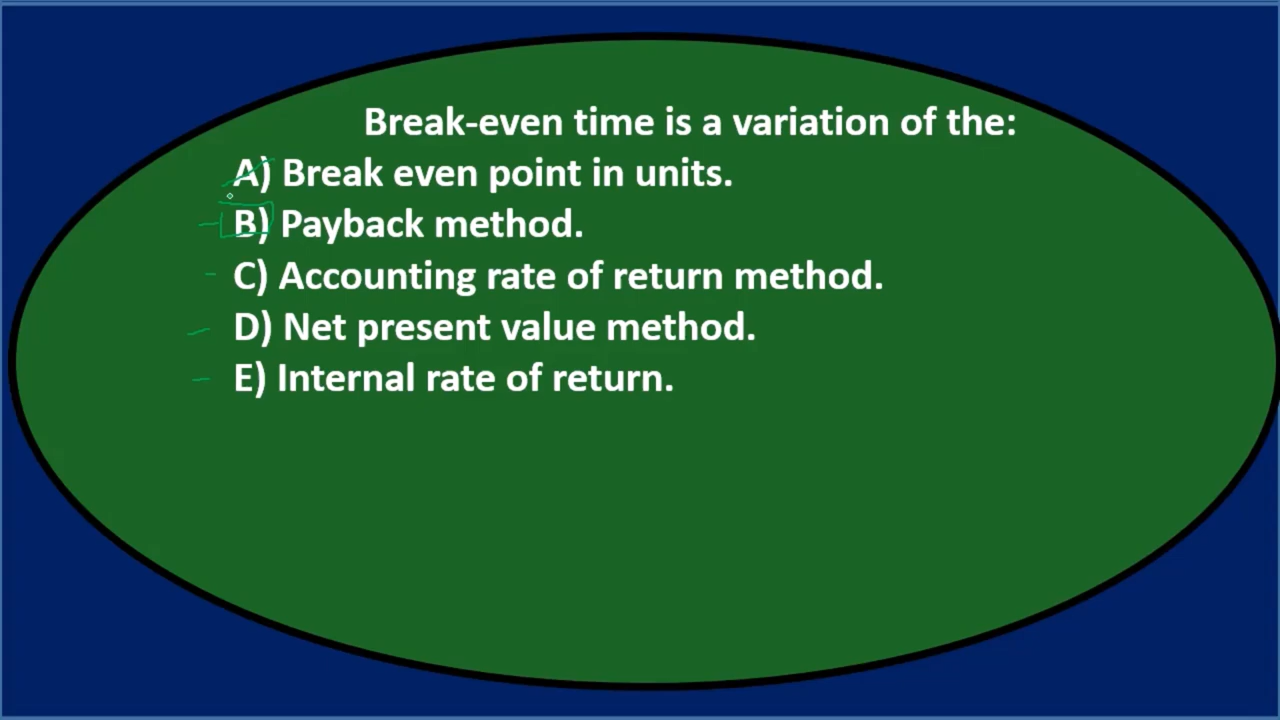 Break-even time is a variation of the:
A) Break even point in units.
B) Payback method.
C) Accounting rate of return method.
D) Net present value method.
E) Internal rate of return.